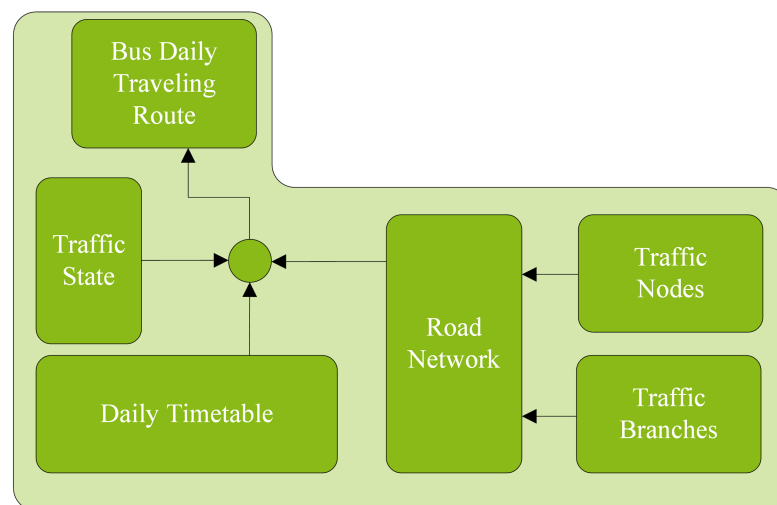 Bus Daily
Traveling
Route
Traffic
State
Daily Timetable
Road
Network
Traffic
Nodes
Traffic
Branches